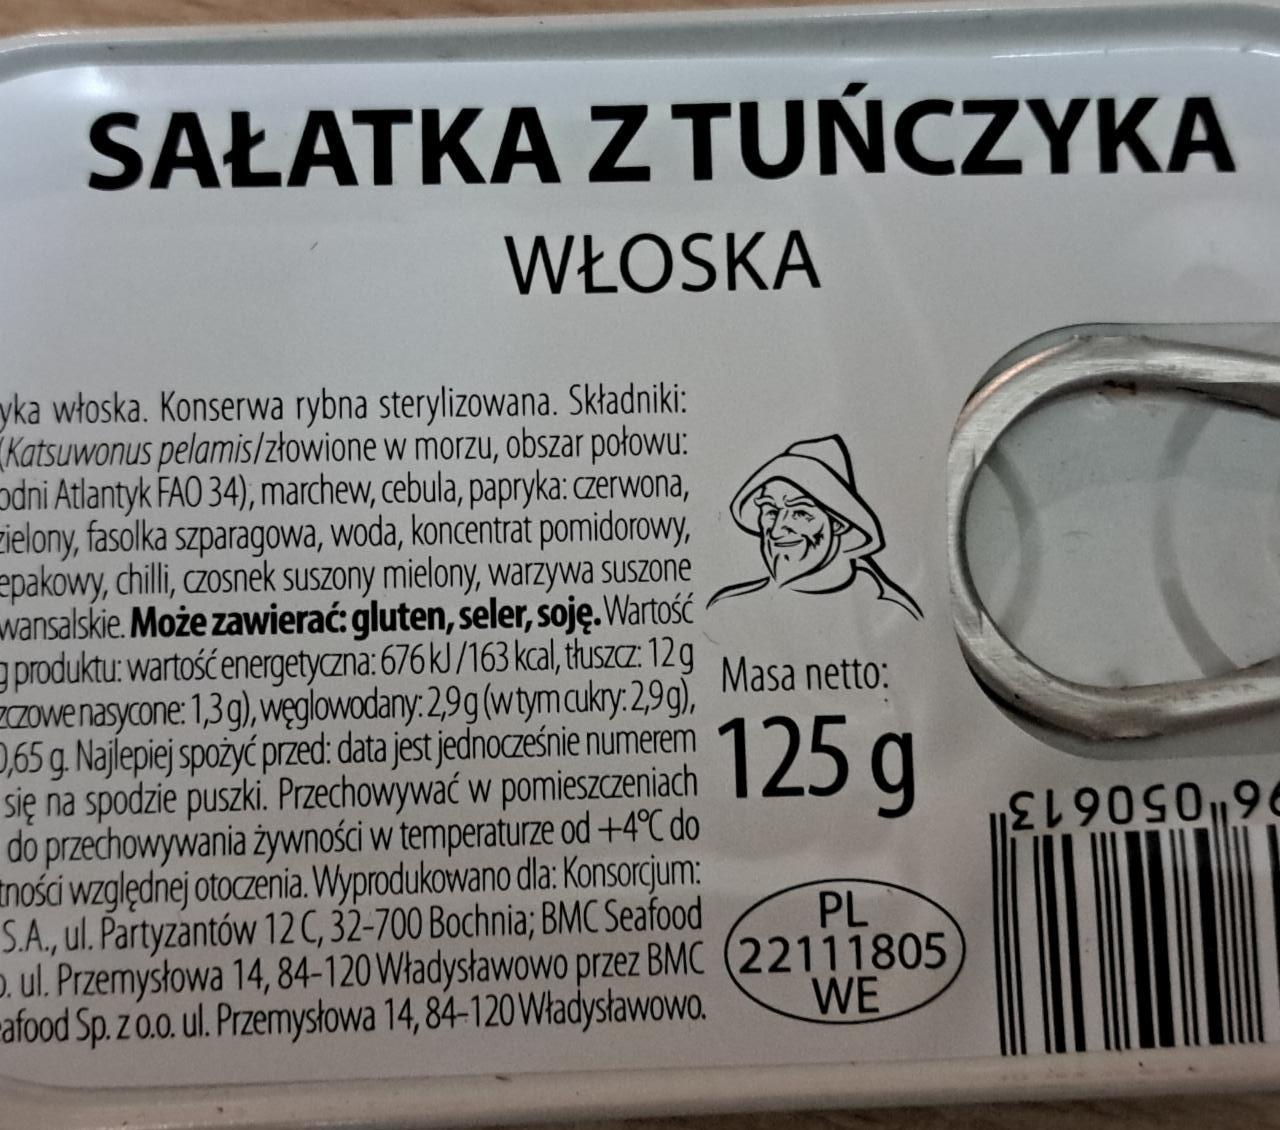 SAŁATKA Z TUŃCZYKA
WŁOSKA
yka włoska. Konserwa rybna sterylizowana. Składniki:
(Katsuwonus pelamis/złowione w morzu, obszar połowu:
odni Atlantyk FAO 34), marchew, cebula, papryka: czerwona,
zielony, fasolka szparagowa, woda, koncentrat pomidorowy,
epakowy, chilli, czosnek suszony mielony, warzywa suszone
wansalskie. Może zawierać: gluten, seler, soję. Wartość
g produktu: wartość energetyczna: 676 kJ /163 kcal, tłuszcz: 12 g
zczowe nasycone: 1,3 g), węglowodany: 2,9 g (w tym cukry: 2,9 g),
0,65 g. Najlepiej spożyć przed: data jest jednocześnie numerem
się na spodzie puszki. Przechowywać w pomieszczeniach
do przechowywania żywności w temperaturze od +4°C do
tności względnej otoczenia. Wyprodukowano dla: Konsorcjum:
S.A., ul. Partyzantów 12 C, 32-700 Bochnia; BMC Seafood
o. ul. Przemysłowa 14, 84-120 Władysławowo przez BMC
eafood Sp. z o.o. ul. Przemysłowa 14, 84-120 Władysławowo.
Masa netto:
125 g
PL
22111805
WE